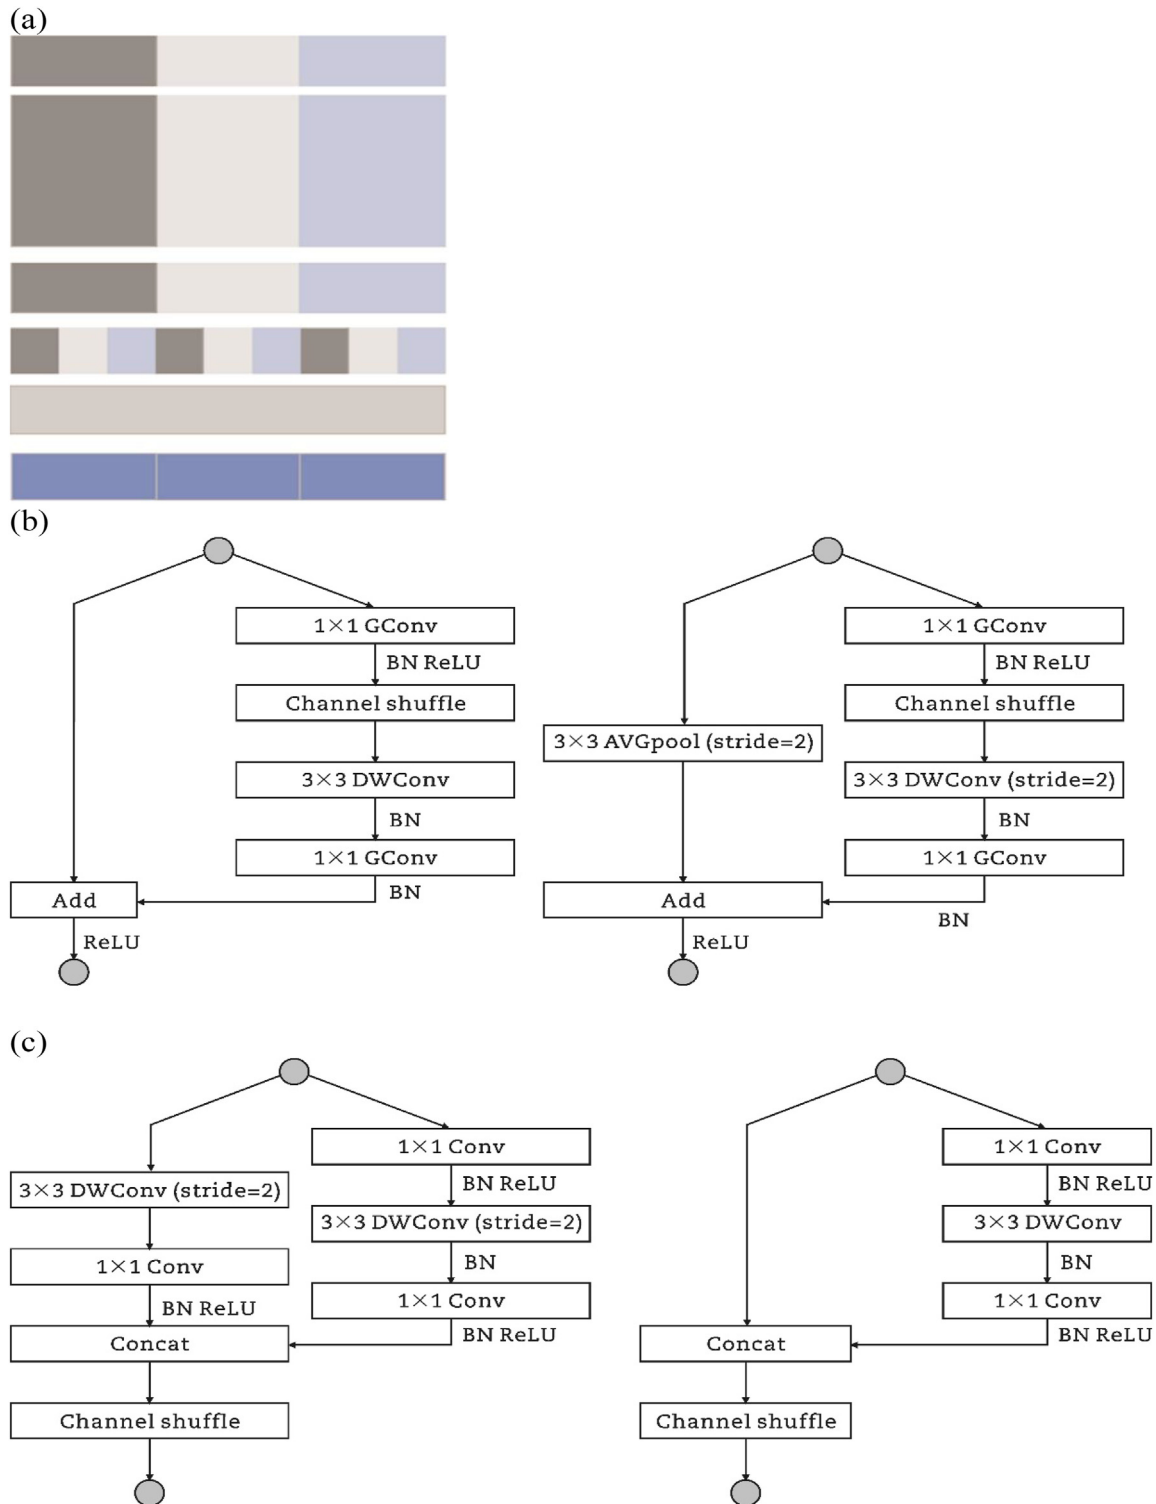 (a)
(b)
1×1 GConv
BN ReLU
Channel shuffle
3×3 DWConv
BN
1×1 GConv
BN
Add
ReLU
1×1 GConv
BN ReLU
Channel shuffle
3×3 AVGpool (stride=2)
3×3 DWConv (stride=2)
BN
1×1 GConv
Add
BN
ReLU
(c)
1×1 Conv
BN ReLU
3×3 DWConv (stride=2)
3×3 DWConv (stride=2)
BN
1×1 Conv
1×1 Conv
BN ReLU
BN ReLU
Concat
Channel shuffle
1×1 Conv
BN ReLU
3×3 DWConv
BN
1×1 Conv
BN ReLU
Concat
Channel shuffle